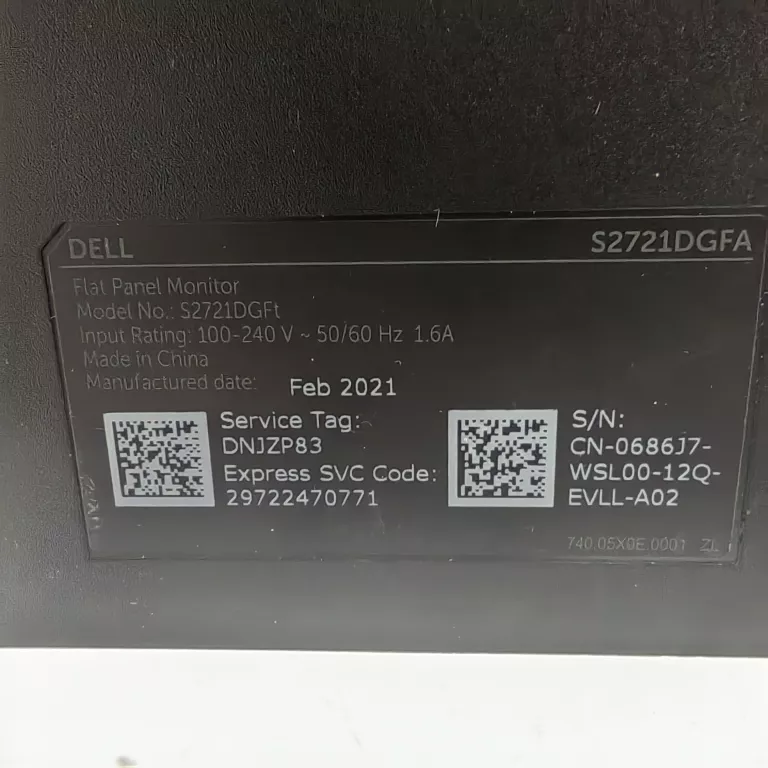 DELL
S2721DGFA
Flat Panel Monitor
Model No.: S2721DGFt
Input Rating: 100-240 V ~ 50/60 Hz 1.6A
Made in China
Manufactured date: Feb 2021
Service Tag:
DNJZP83
Express SVC Code:
29722470771
S/N:
CN-0686J7-
WSL00-12Q-
EVLL-A02
740.05X0E.0001 ZL